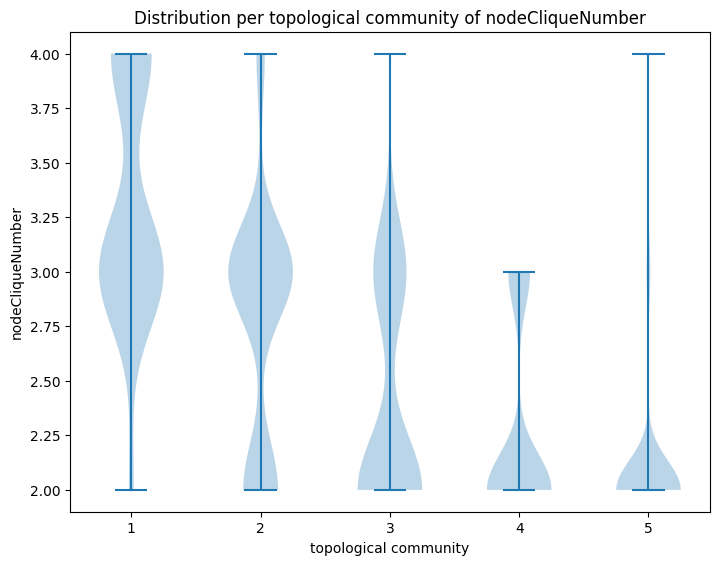 Distribution per topological community of nodeCliqueNumber
4.00
3.75
3.50
3.25
3.00
2.75
2.50
2.25
2.00
nodeCliqueNumber
1 2 3 4 5
topological community